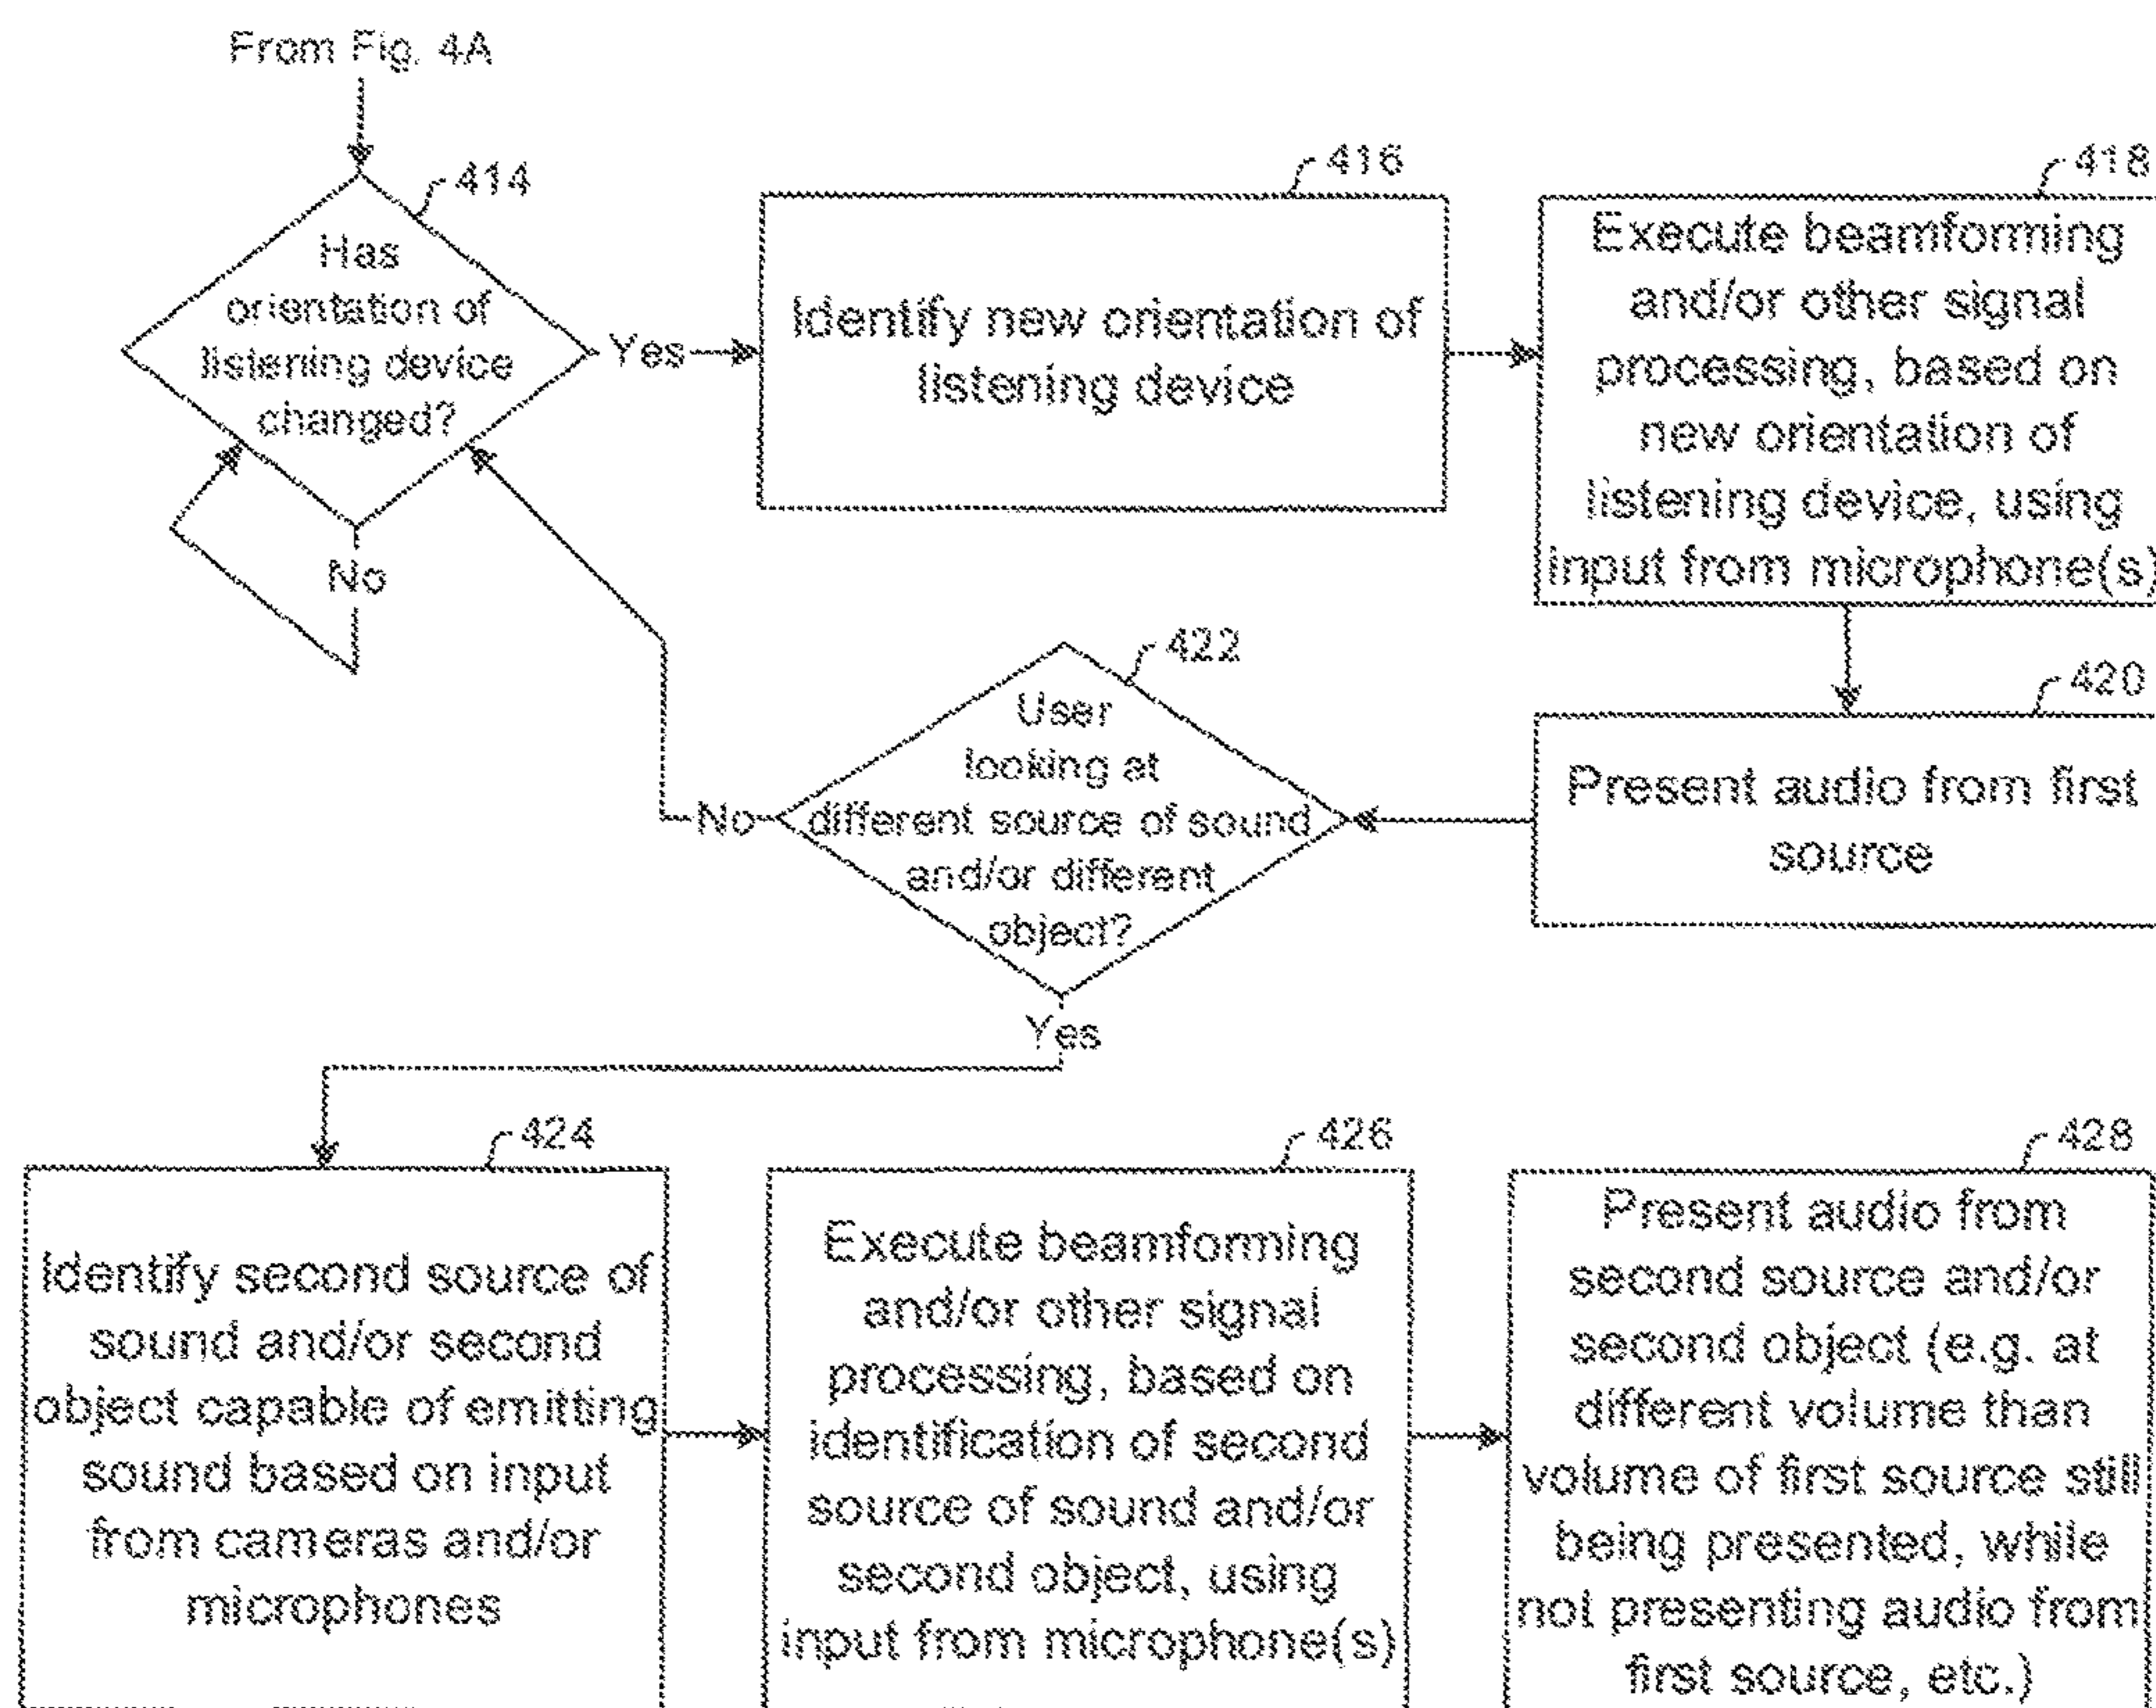 From Fig. 4A
414
Has
orientation of
listening device
changed?
Yes
No
416
Identify new orientation of
listening device
418
Execute beamforming
and/or other signal
processing, based on
new orientation of
listening device, using
input from microphone(s)
420
Present audio from first
source
422
User
looking at
different source of sound
and/or different
object?
No
Yes
424
Identify second source of
sound and/or second
object capable of emitting
sound based on input
from cameras and/or
microphones
426
Execute beamforming
and/or other signal
processing, based on
identification of second
source of sound and/or
second object, using
input from microphone(s)
428
Present audio from
second source and/or
second object (e.g. at
different volume than
volume of first source still
being presented, while
not presenting audio from
first source, etc.)